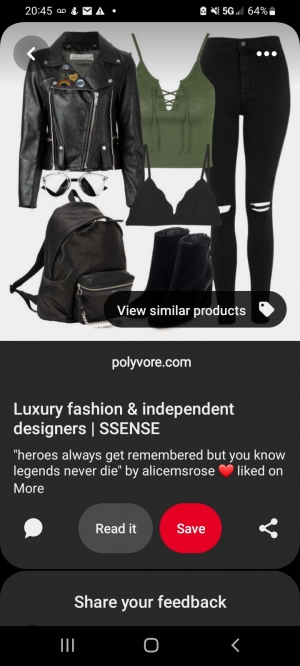 20:45
5G
64%
View similar products
polyvore.com
Luxury fashion & independent
designers | SSENSE
"heroes always get remembered but you know
legends never die" by alicemsrose ❤️ liked on
More
Read it
Save
Share your feedback